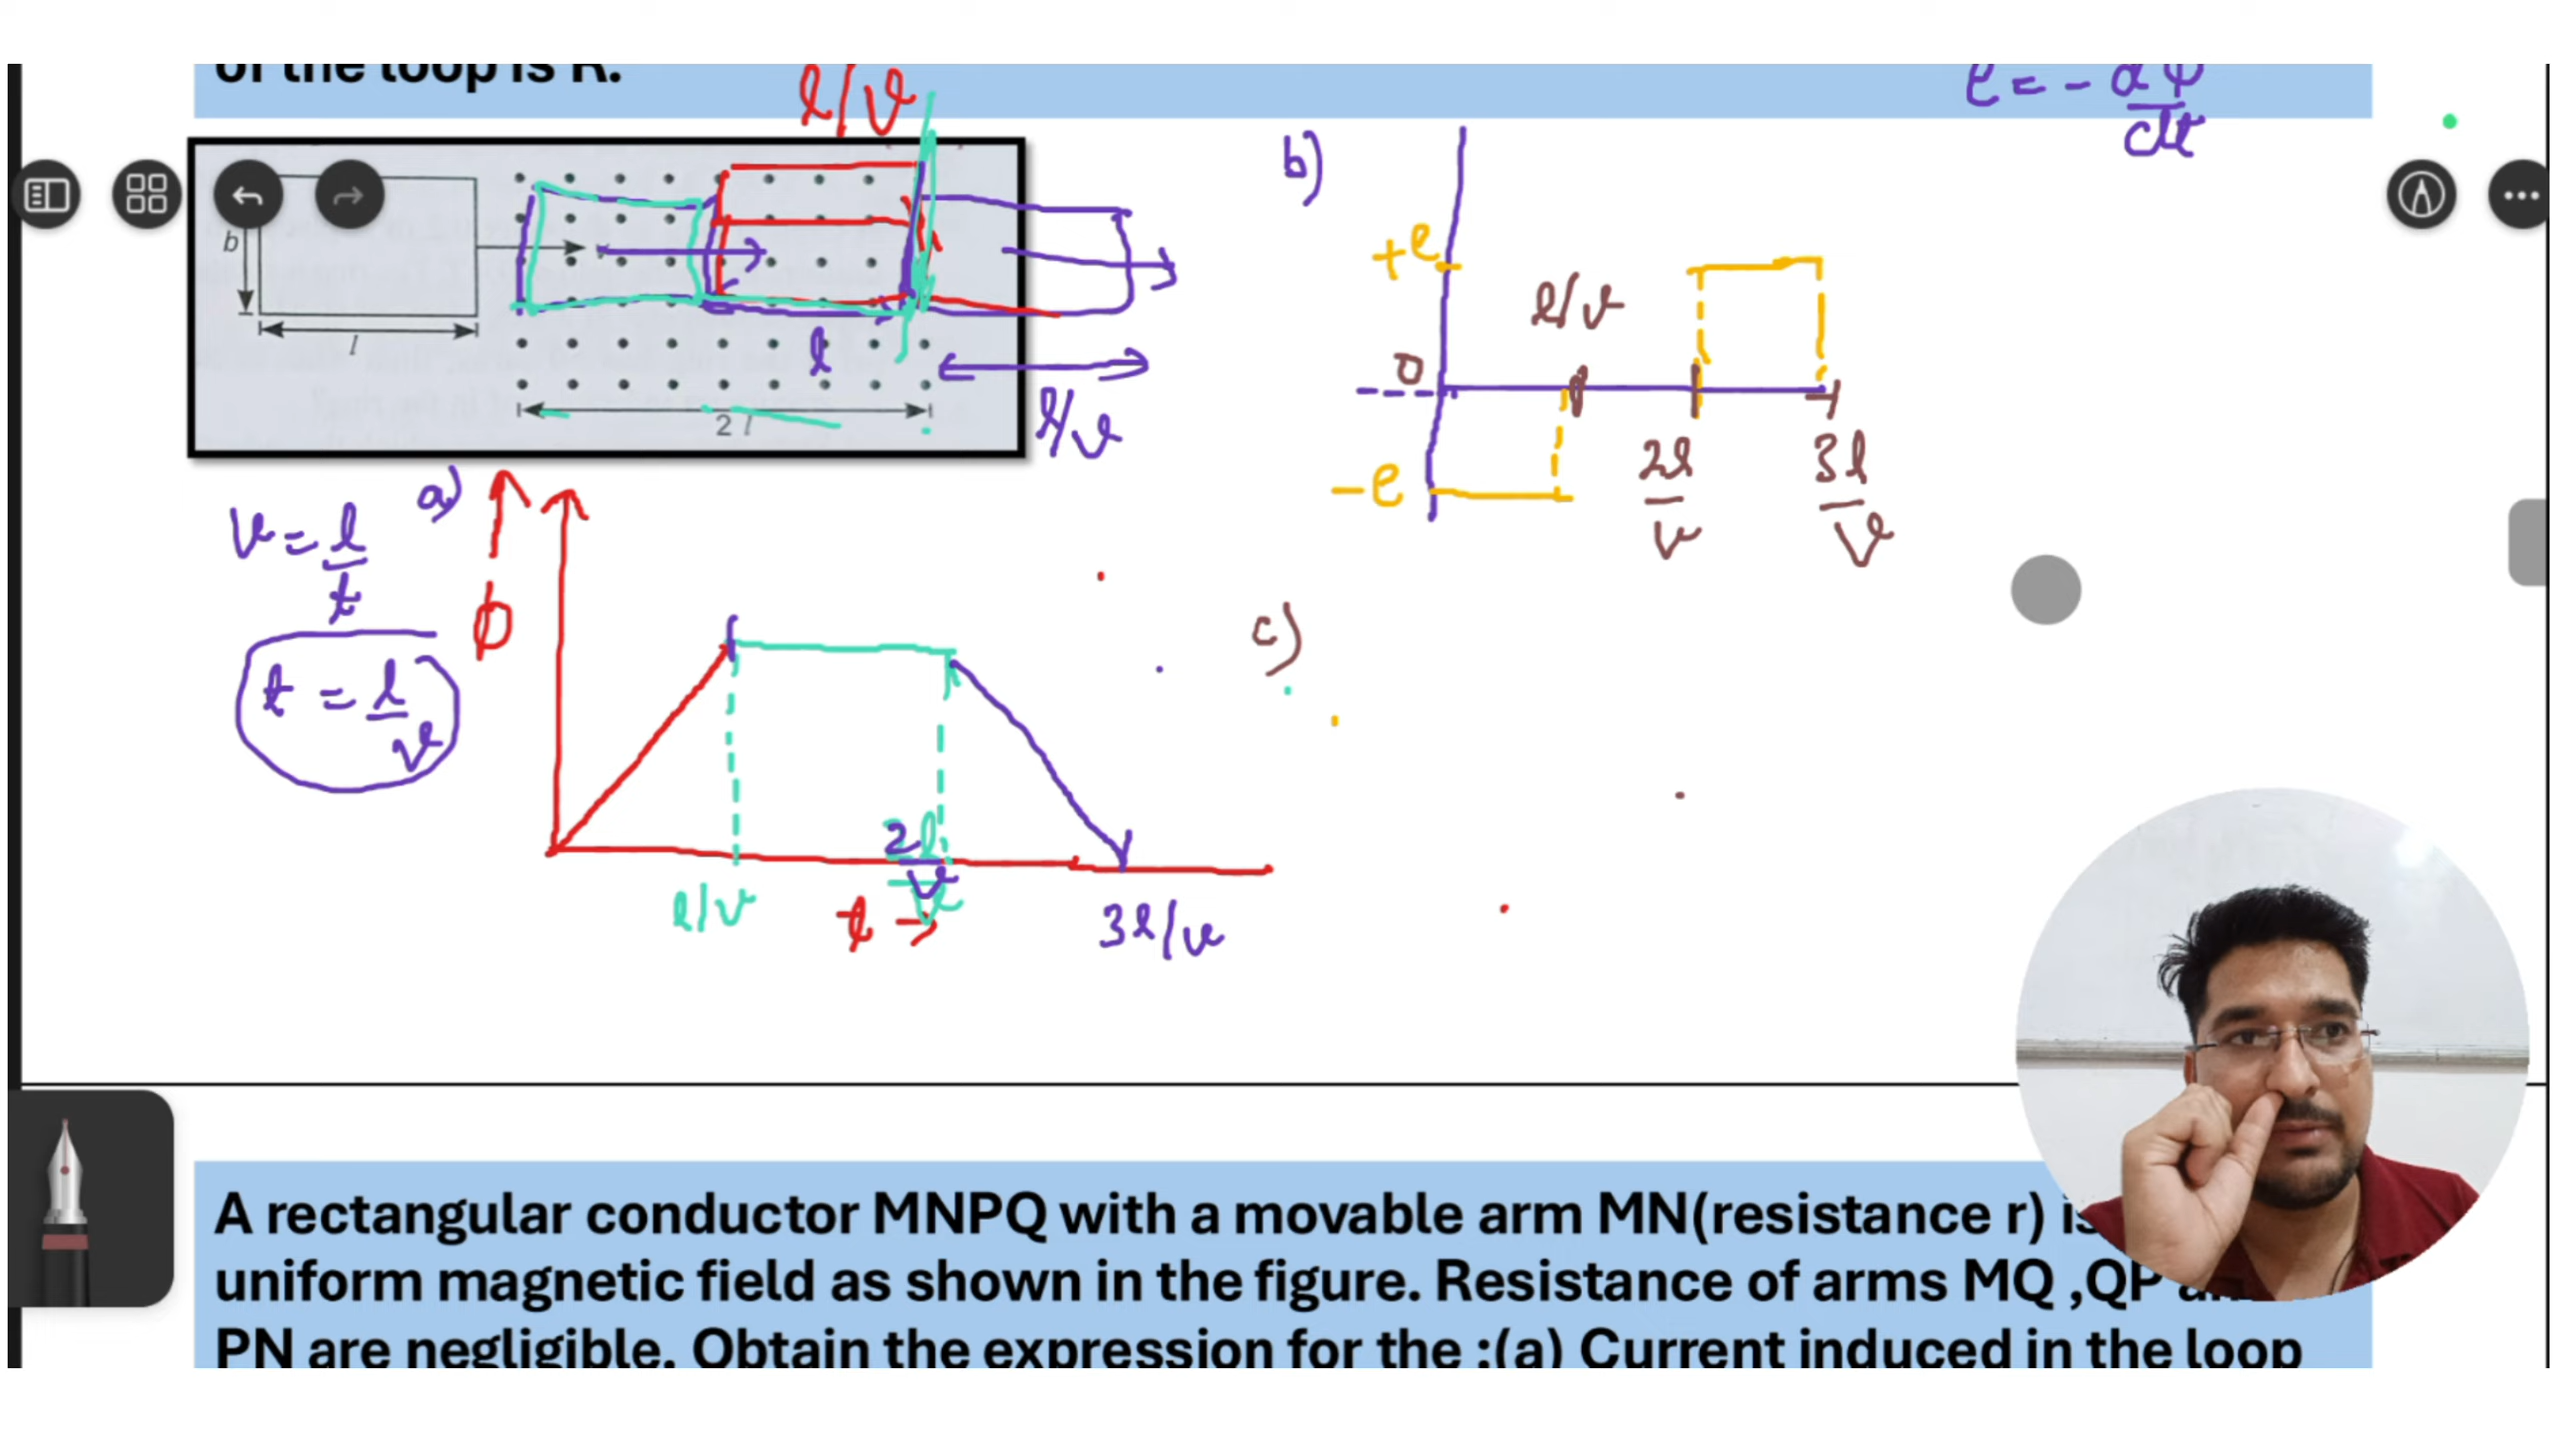 of the loop is R.
e = - dφ
dt
l/v
b
v
l
l
2 l
l/v
b)
+e
0
l/v
-e
2l
v
3l
v
a)
v = l
t
t = l
v
φ
l/v
2l
v
t →
3l/v
c)
A rectangular conductor MNPQ with a movable arm MN(resistance r) is
uniform magnetic field as shown in the figure. Resistance of arms MQ ,QP
PN are negligible. Obtain the expression for the :(a) Current induced in the loop